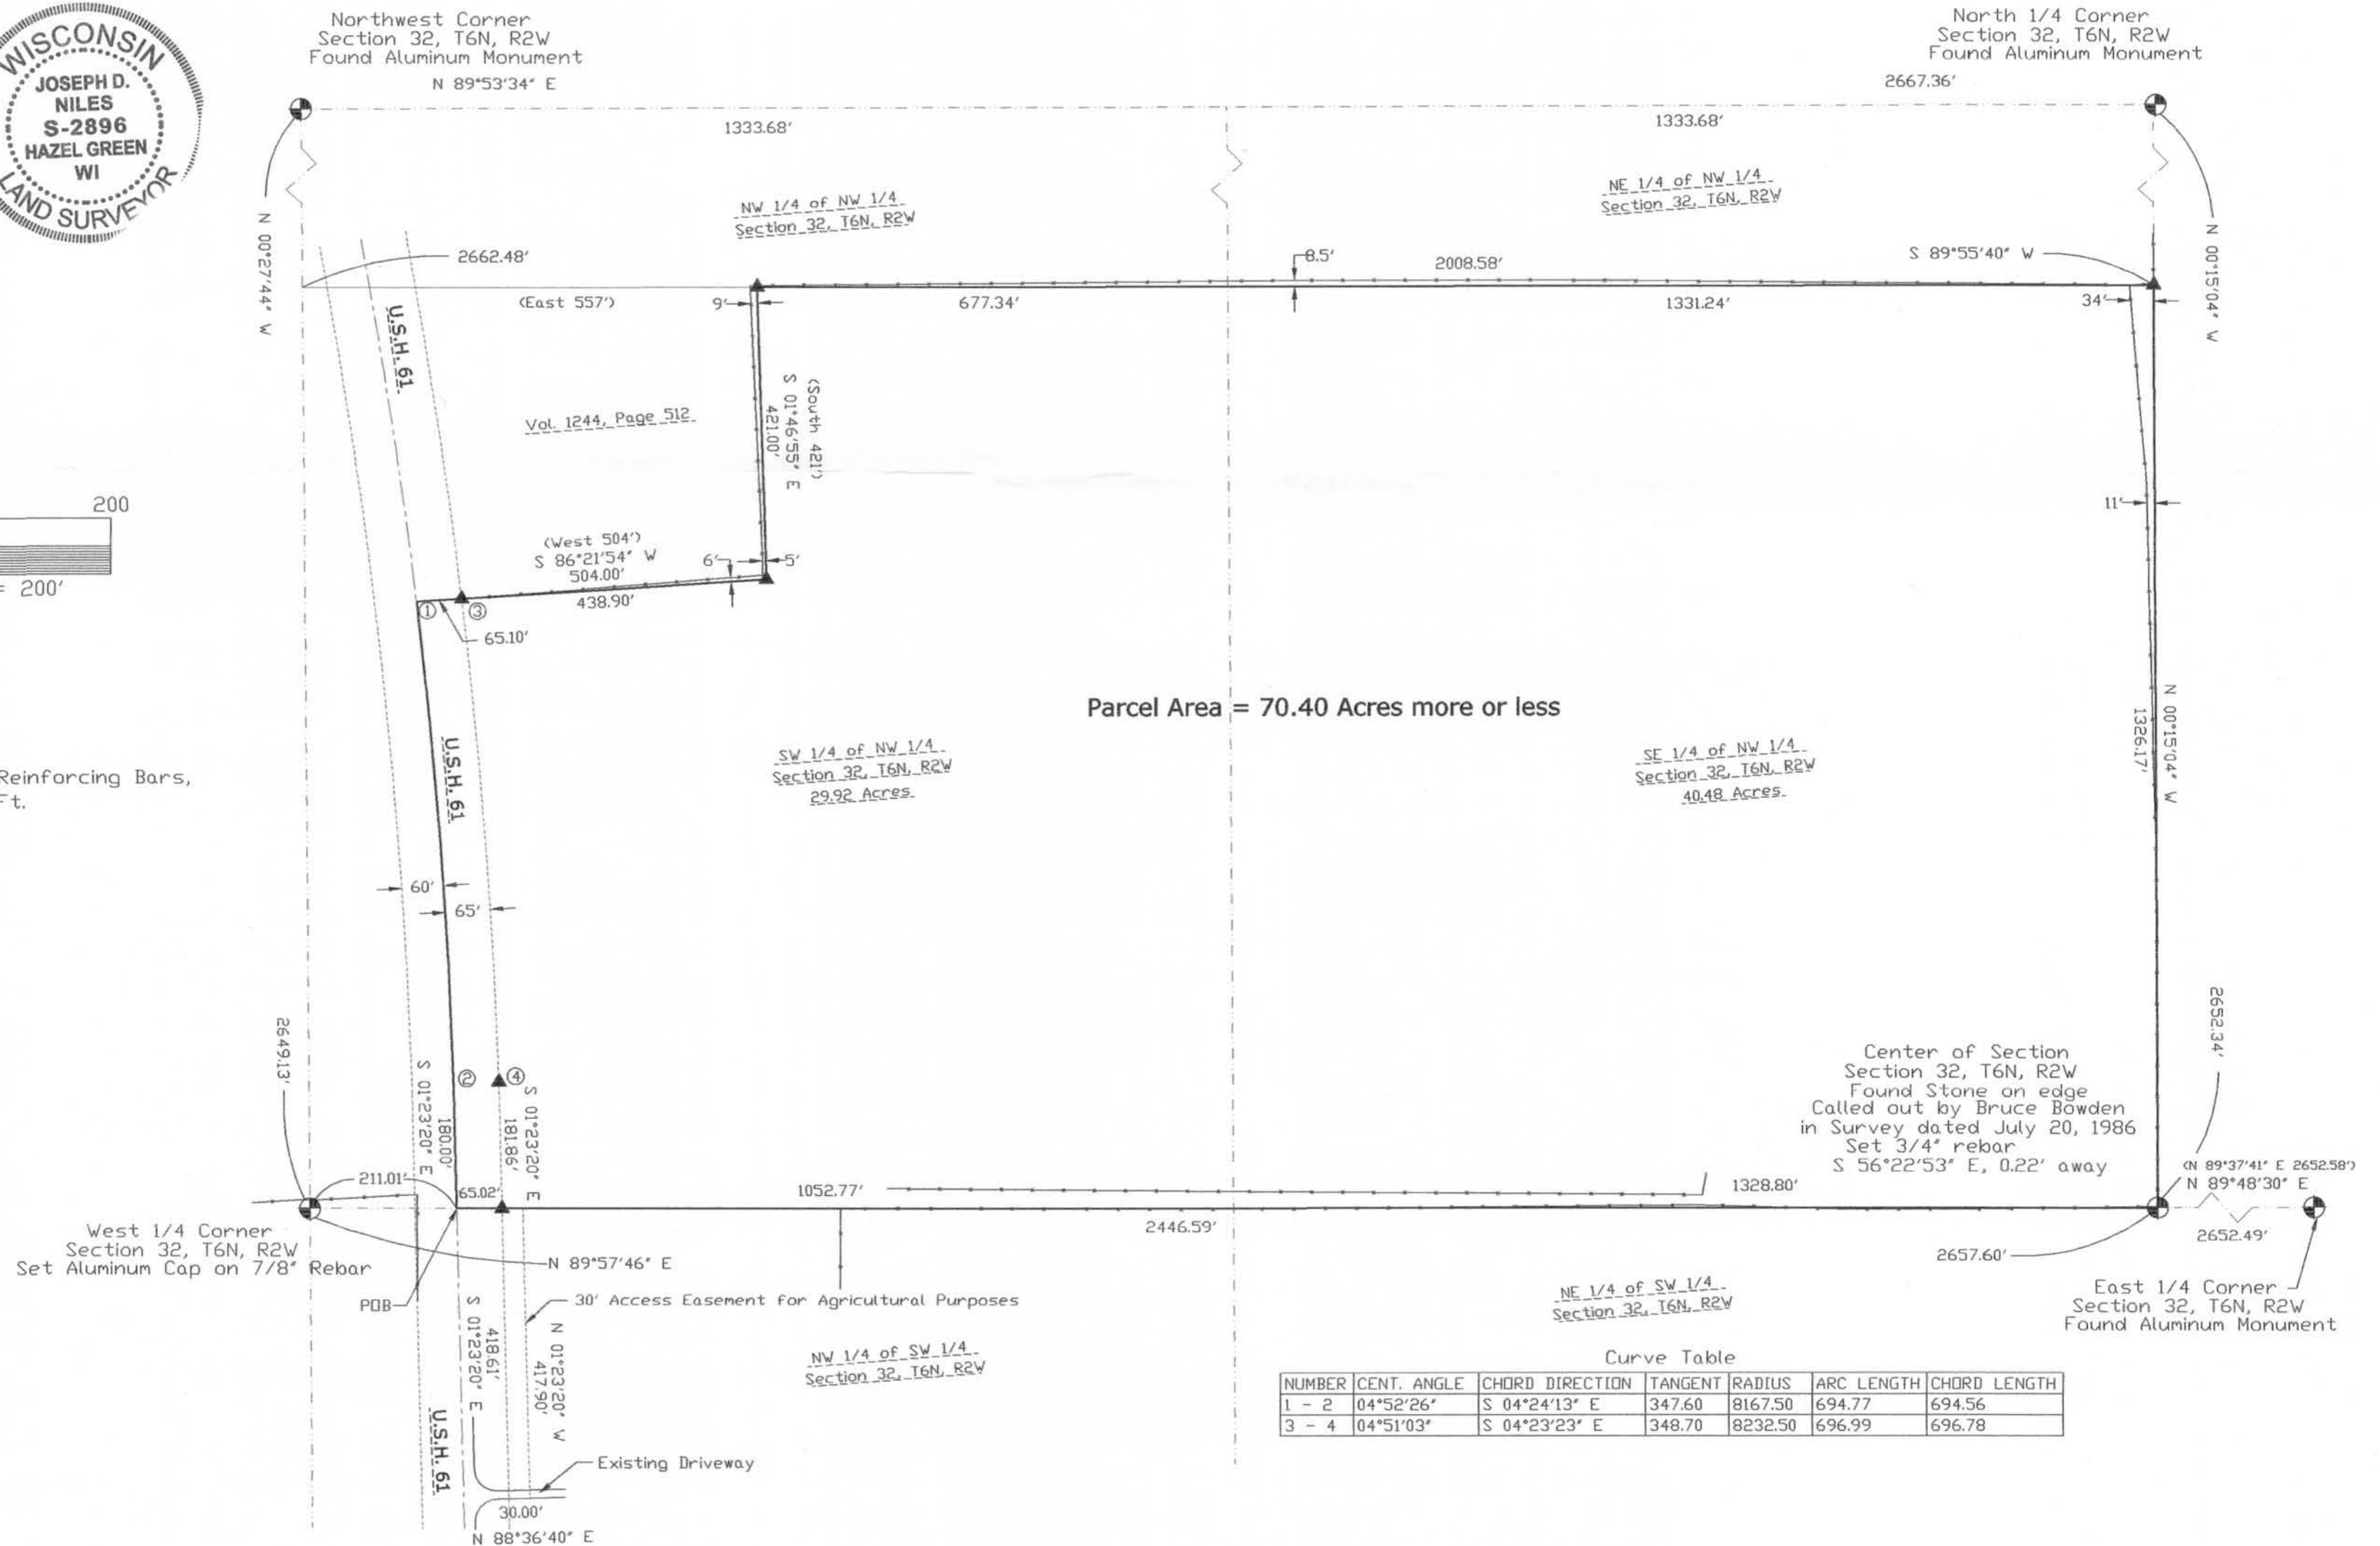 WISCONSIN
JOSEPH D.
NILES
S-2896
HAZEL GREEN
WI
LAND SURVEYOR
Northwest Corner
Section 32, T6N, R2W
Found Aluminum Monument
N 89°53'34" E
North 1/4 Corner
Section 32, T6N, R2W
Found Aluminum Monument
2667.36'
1333.68'
1333.68'
NW 1/4 of NW 1/4
Section 32, T6N, R2W
NE 1/4 of NW 1/4
Section 32, T6N, R2W
N 00°27'44" W
2662.48'
8.5'
2008.58'
S 89°55'40" W
N 00°15'04" W
(East 557')
9'
677.34'
1331.24'
34'
U.S.H. 61
Vol. 1244, Page 512
(South 421')
S 01°46'55" E
421.00'
11'
200
= 200'
(West 504')
S 86°21'54" W
504.00'
6'
5'
438.90'
1
3
65.10'
Parcel Area = 70.40 Acres more or less
N 00°15'04" W
1326.17'
U.S.H. 61
SW 1/4 of NW 1/4
Section 32, T6N, R2W
29.92 Acres
SE 1/4 of NW 1/4
Section 32, T6N, R2W
40.48 Acres
Reinforcing Bars,
Ft.
60'
65'
2649.13'
2652.34'
2
4
S 01°23'20" E
180.00'
181.86'
S 01°23'20" E
Center of Section
Section 32, T6N, R2W
Found Stone on edge
Called out by Bruce Bowden
in Survey dated July 20, 1986
Set 3/4" rebar
S 56°22'53" E, 0.22' away
(N 89°37'41" E 2652.58')
N 89°48'30" E
211.01'
65.02'
1052.77'
1328.80'
2446.59'
2657.60'
2652.49'
West 1/4 Corner
Section 32, T6N, R2W
Set Aluminum Cap on 7/8" Rebar
N 89°57'46" E
POB
30' Access Easement for Agricultural Purposes
East 1/4 Corner
Section 32, T6N, R2W
Found Aluminum Monument
NE 1/4 of SW 1/4
Section 32, T6N, R2W
NW 1/4 of SW 1/4
Section 32, T6N, R2W
S 01°23'20" E
418.61'
N 01°23'20" W
417.90'
U.S.H. 61
Existing Driveway
30.00'
N 88°36'40" E
Curve Table
NUMBER CENT. ANGLE CHORD DIRECTION TANGENT RADIUS ARC LENGTH CHORD LENGTH
1 - 2 04°52'26" S 04°24'13" E 347.60 8167.50 694.77 694.56
3 - 4 04°51'03" S 04°23'23" E 348.70 8232.50 696.99 696.78